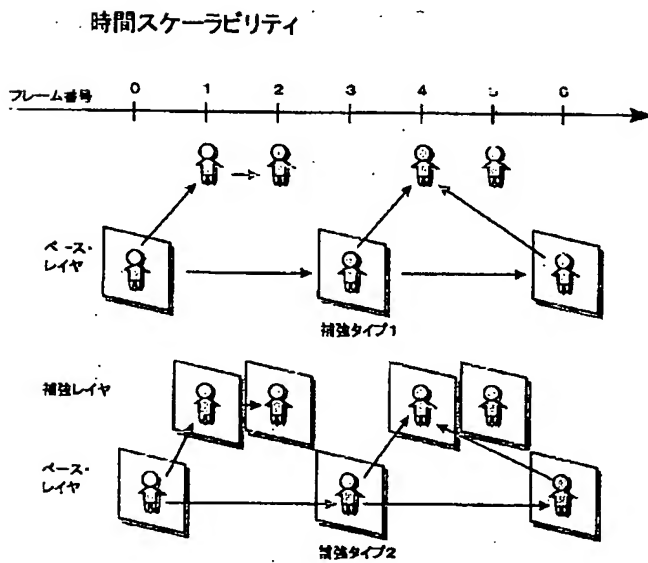 時間スケーラビリティ
フレーム番号 0 1 2 3 4 5 6
ベース・
レイヤ
補強タイプ1
補強レイヤ
ベース・
レイヤ
補強タイプ2